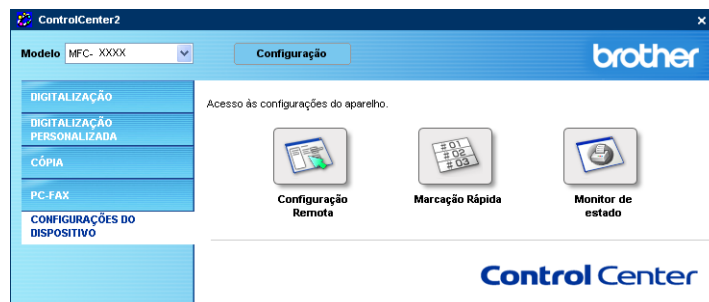 ControlCenter2
Modelo MFC- XXXX
Configuração
brother
DIGITALIZAÇÃO
DIGITALIZAÇÃO
PERSONALIZADA
CÓPIA
PC-FAX
CONFIGURAÇÕES DO
DISPOSITIVO
Acesso às configurações do aparelho.
#01
#02
#03
Configuração
Remota
Marcação Rápida
Monitor de
estado
Control Center